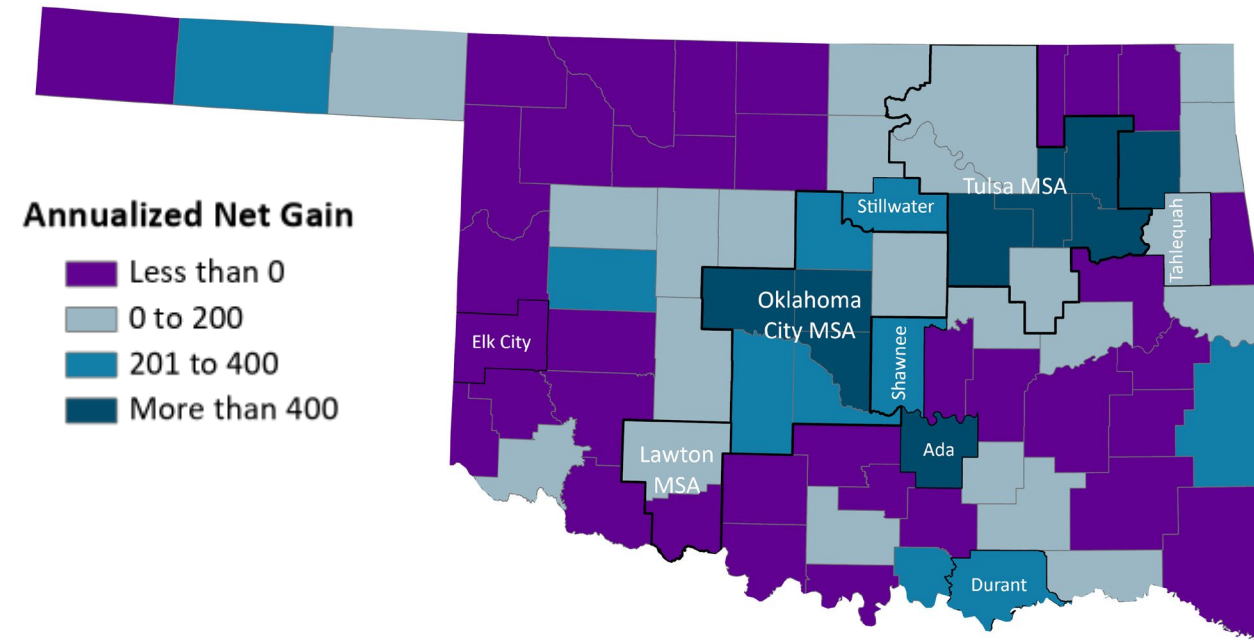 Annualized Net Gain
Less than 0
0 to 200
201 to 400
More than 400
Stillwater
Tulsa MSA
Tahlequah
Oklahoma
City MSA
Elk City
Shawnee
Lawton
MSA
Ada
Durant